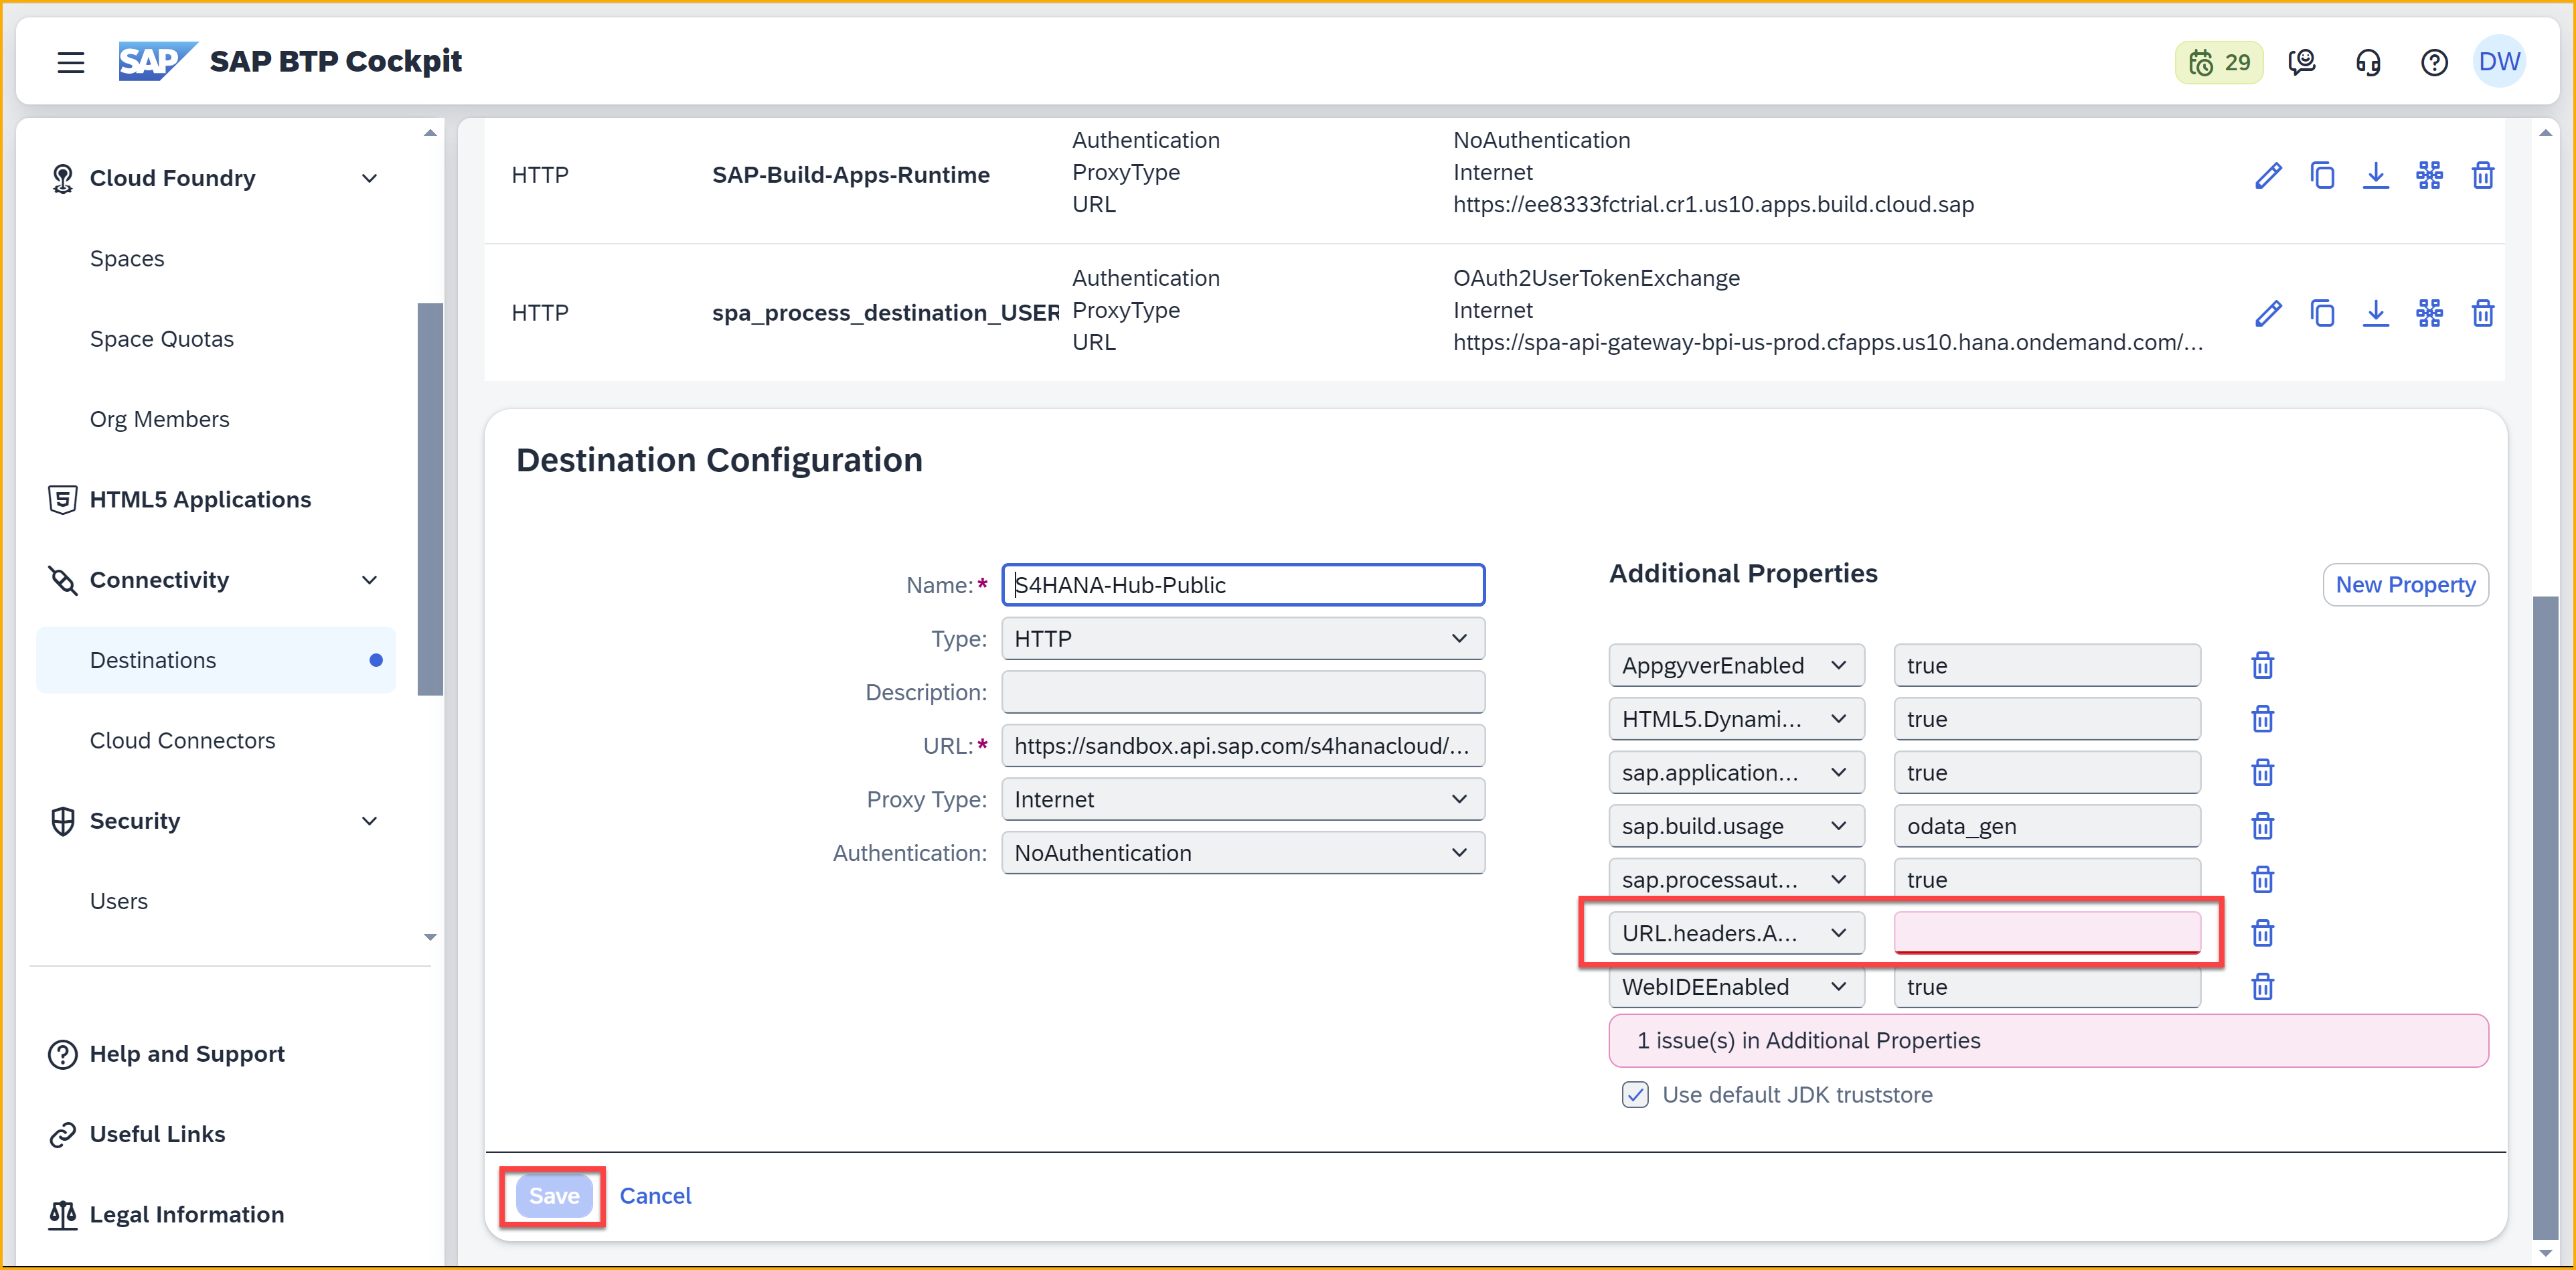 SAP SAP BTP Cockpit
29
DW
Cloud Foundry
Spaces
Space Quotas
Org Members
HTML5 Applications
Connectivity
Destinations
Cloud Connectors
Security
Users
Help and Support
Useful Links
Legal Information
HTTP
SAP-Build-Apps-Runtime
Authentication NoAuthentication
ProxyType Internet
URL https://ee8333fctrial.cr1.us10.apps.build.cloud.sap
HTTP
spa_process_destination_USER
Authentication OAuth2UserTokenExchange
ProxyType Internet
URL https://spa-api-gateway-bpi-us-prod.cfapps.us10.hana.ondemand.com/...
Destination Configuration
Name:* S4HANA-Hub-Public
Type: HTTP
Description:
URL:* https://sandbox.api.sap.com/s4hanacloud/...
Proxy Type: Internet
Authentication: NoAuthentication
Additional Properties
New Property
AppgyverEnabled true
HTML5.Dynami... true
sap.application... true
sap.build.usage odata_gen
sap.processaut... true
URL.headers.A...
WebIDEEnabled true
1 issue(s) in Additional Properties
Use default JDK truststore
Save Cancel